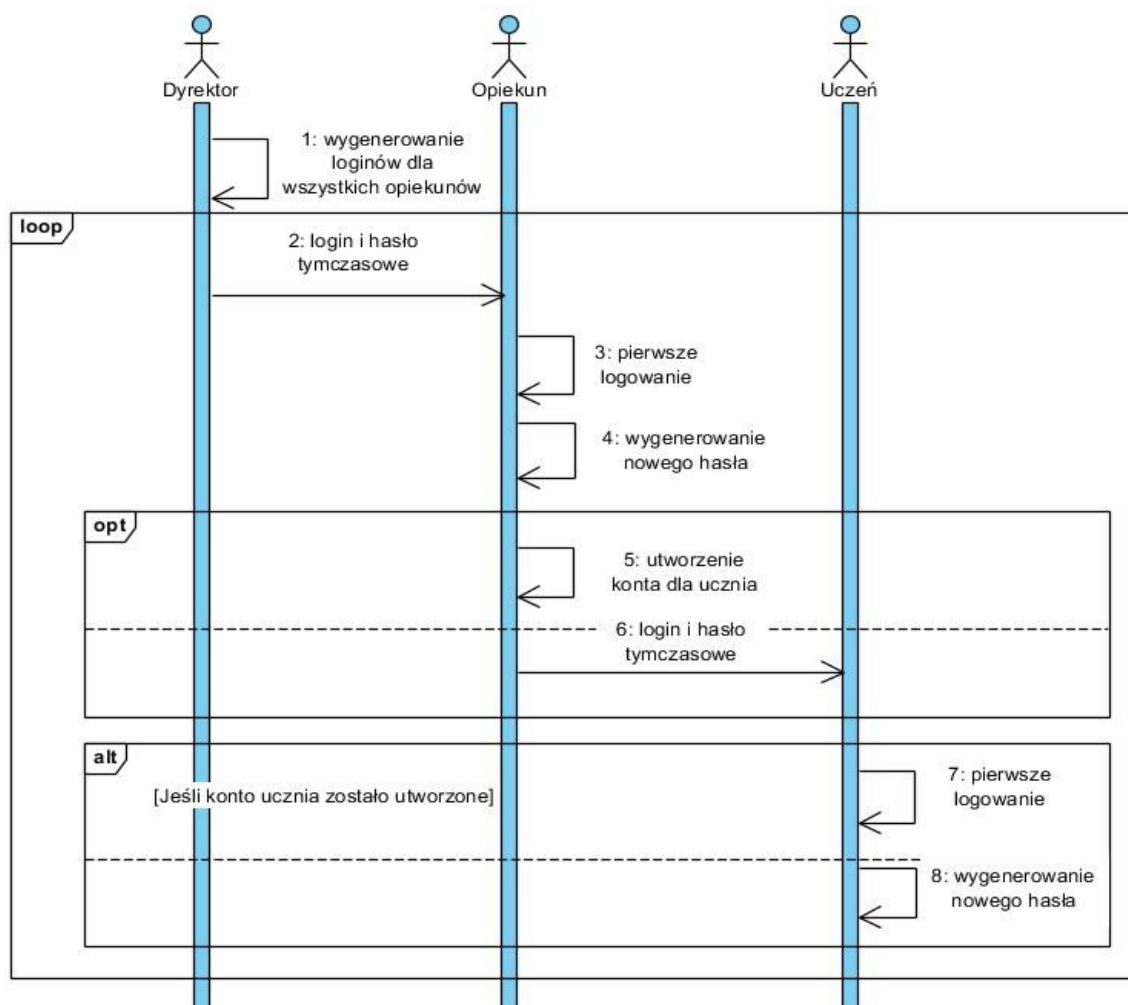 Dyrektor
Opiekun
Uczeń
1: wygenerowanie
loginów dla
wszystkich opiekunów
loop
2: login i hasło
tymczasowe
3: pierwsze
logowanie
4: wygenerowanie
nowego hasła
opt
5: utworzenie
konta dla ucznia
6: login i hasło
tymczasowe
alt
[Jeśli konto ucznia zostało utworzone]
7: pierwsze
logowanie
8: wygenerowanie
nowego hasła